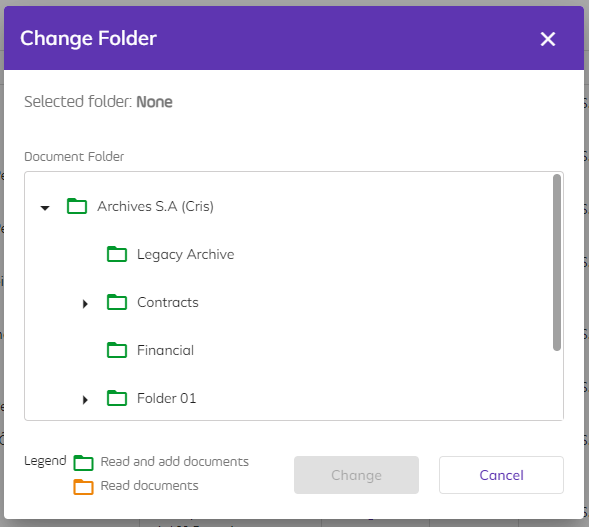 Change Folder
Selected folder: None
Document Folder
Archives S.A (Cris)
Legacy Archive
Contracts
Financial
Folder 01
Legend
Read and add documents
Read documents
Change
Cancel